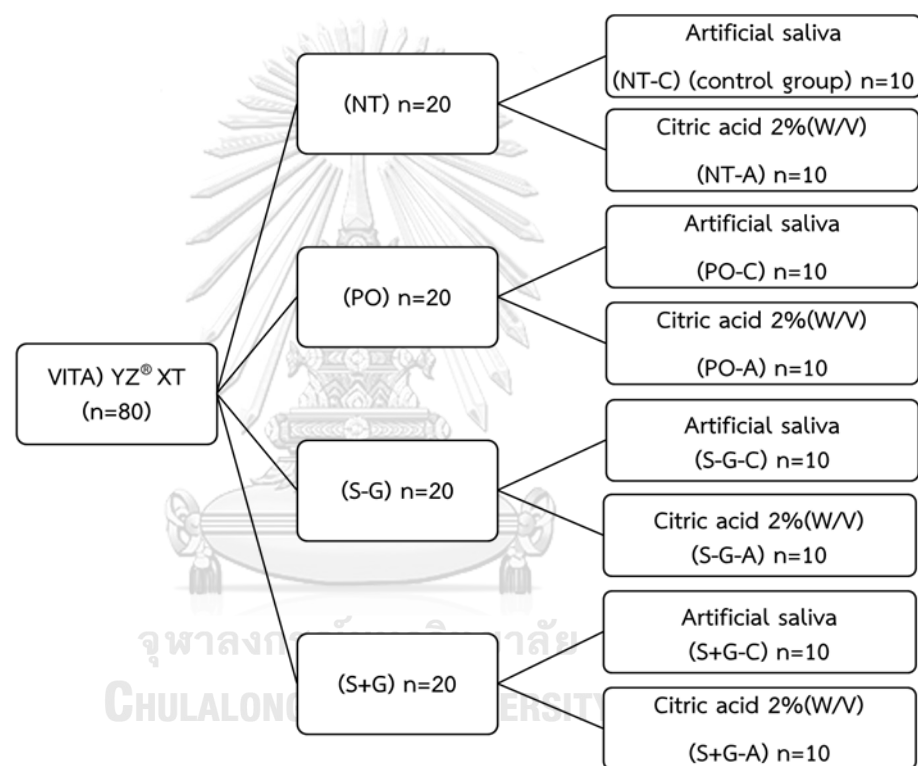 Artificial saliva
(NT-C) (control group) n=10
(NT) n=20
Citric acid 2%(W/V)
(NT-A) n=10
Artificial saliva
(PO-C) n=10
(PO) n=20
Citric acid 2%(W/V)
(PO-A) n=10
VITA) YZ® XT
(n=80)
Artificial saliva
(S-G-C) n=10
(S-G) n=20
Citric acid 2%(W/V)
(S-G-A) n=10
Artificial saliva
(S+G-C) n=10
(S+G) n=20
Citric acid 2%(W/V)
(S+G-A) n=10